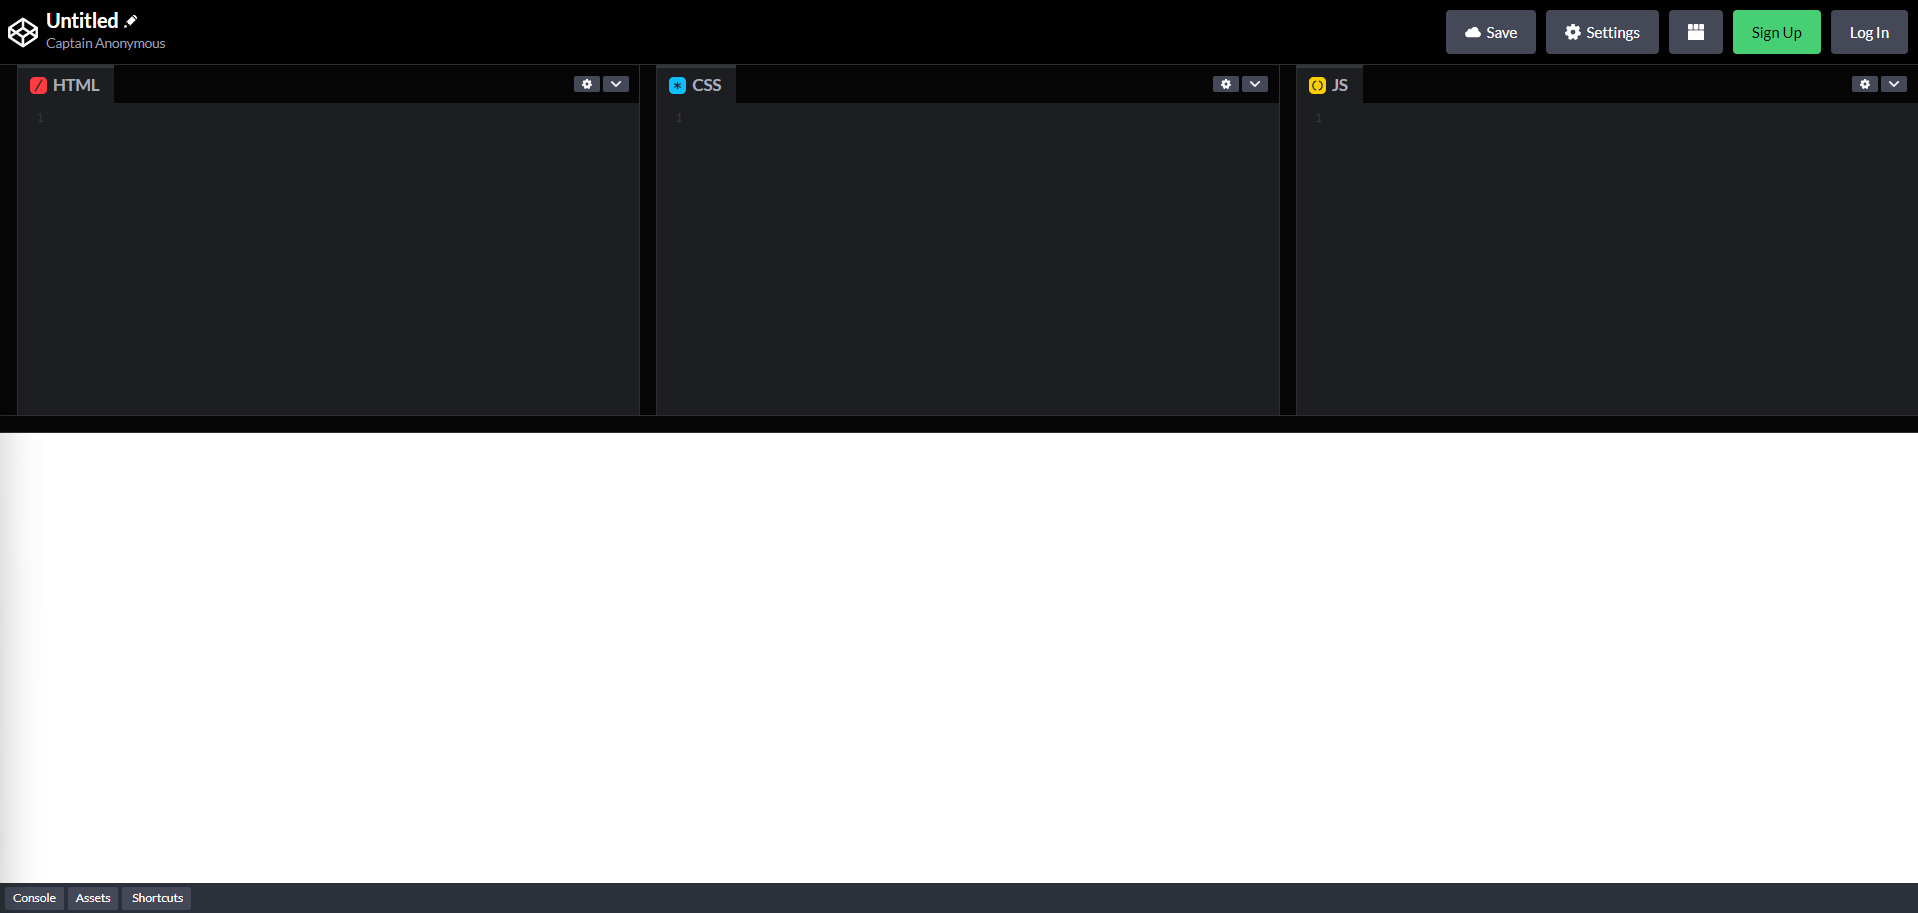 Untitled
Captain Anonymous
Save
Settings
Sign Up
Log In
HTML
CSS
JS
1
1
1
Console
Assets
Shortcuts